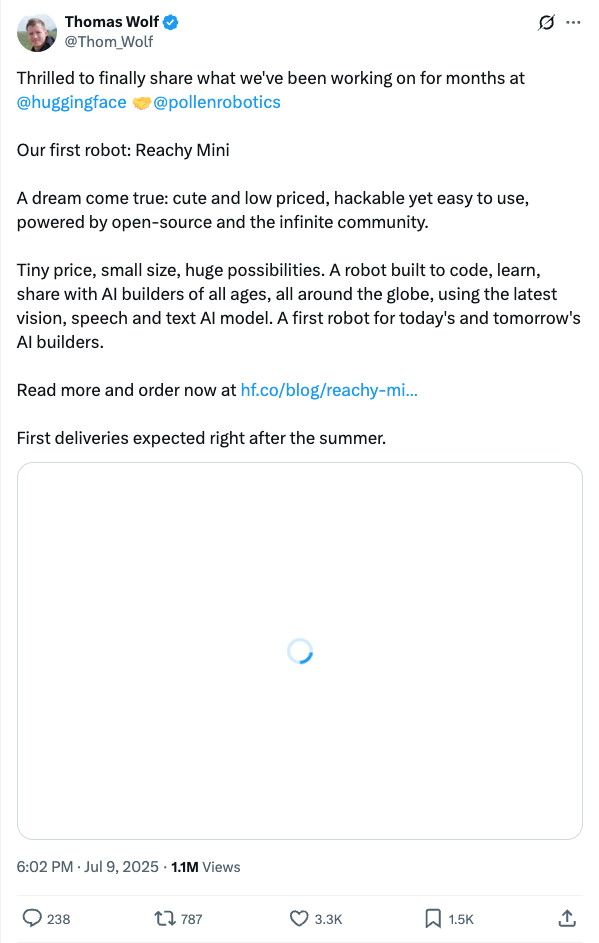 Thomas Wolf
@Thom_Wolf
Thrilled to finally share what we've been working on for months at
@huggingface 🤝@pollenrobotics
Our first robot: Reachy Mini
A dream come true: cute and low priced, hackable yet easy to use,
powered by open-source and the infinite community.
Tiny price, small size, huge possibilities. A robot built to code, learn,
share with AI builders of all ages, all around the globe, using the latest
vision, speech and text AI model. A first robot for today's and tomorrow's
AI builders.
Read more and order now at hf.co/blog/reachy-mi...
First deliveries expected right after the summer.
6:02 PM · Jul 9, 2025 · 1.1M Views
238 787 3.3K 1.5K